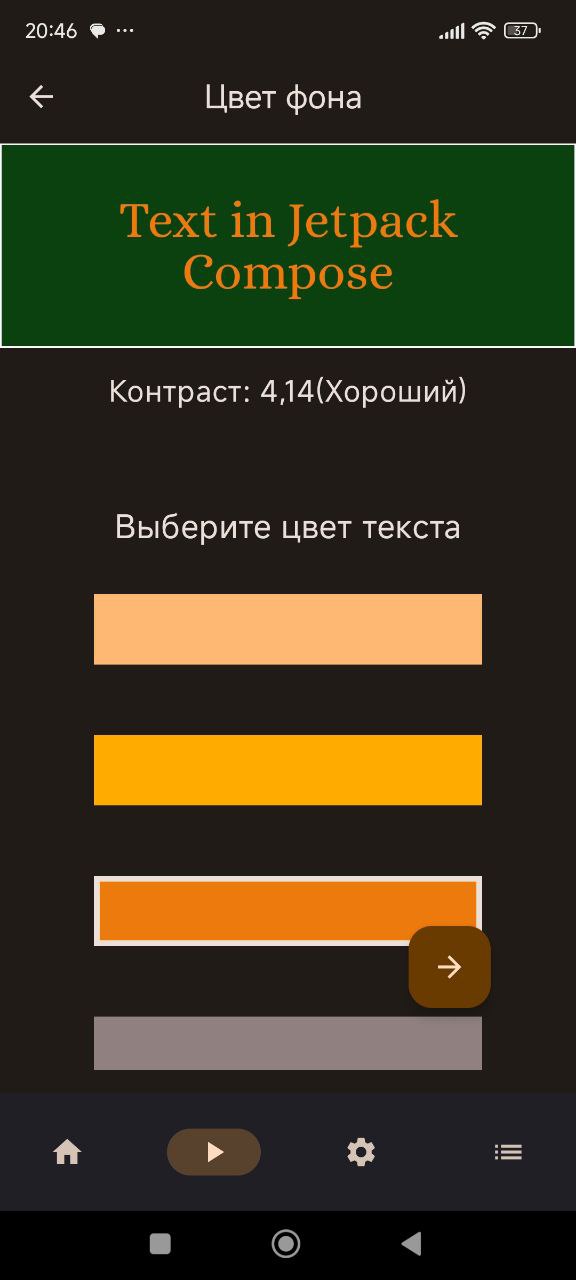 20:46
37
Цвет фона
Text in Jetpack
Compose
Контраст: 4,14(Хороший)
Выберите цвет текста